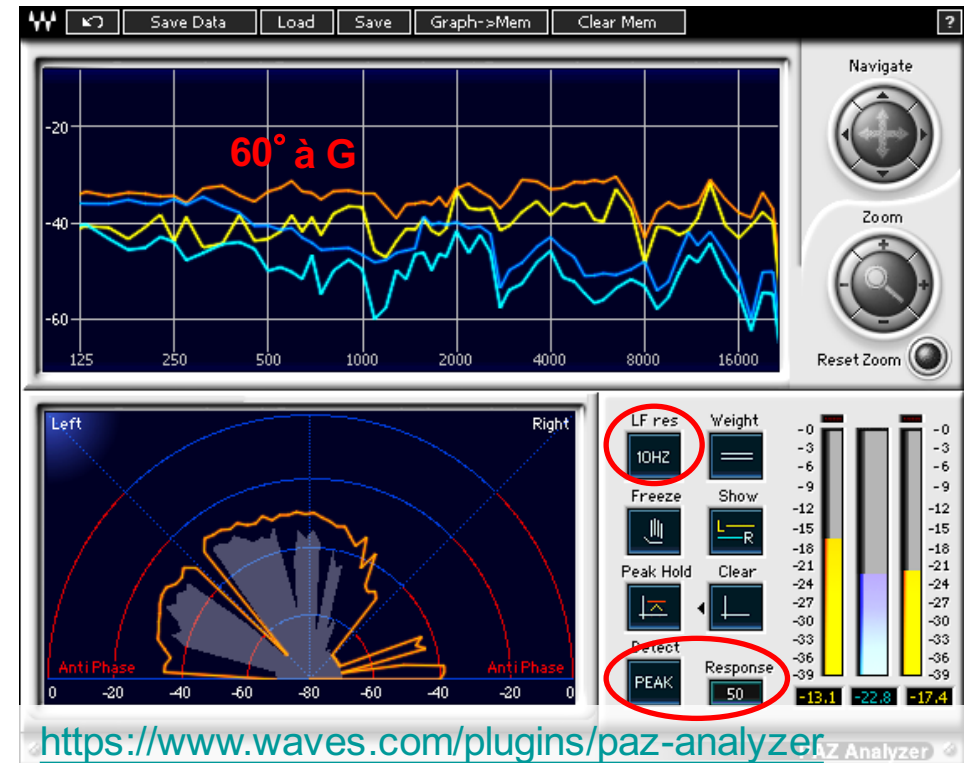 Save Data Load Save Graph->Mem Clear Mem ?
Navigate
-20
60° à G
-40
Zoom
-60
125 250 500 1000 2000 4000 8000 16000
Reset Zoom
Left Right
LF res Weight
10HZ
Freeze Show
L R
Peak Hold Clear
Detect
PEAK
Response
50
Anti Phase Anti Phase
0 -20 -40 -60 -80 -60 -40 -20 0
-0 -0
-3 -3
-6 -6
-9 -9
-12 -12
-15 -15
-18 -18
-21 -21
-24 -24
-27 -27
-30 -30
-33 -33
-36 -36
-39 -39
-13.1 -22.8 -17.4
https://www.waves.com/plugins/paz-analyzer
PAZ Analyzer